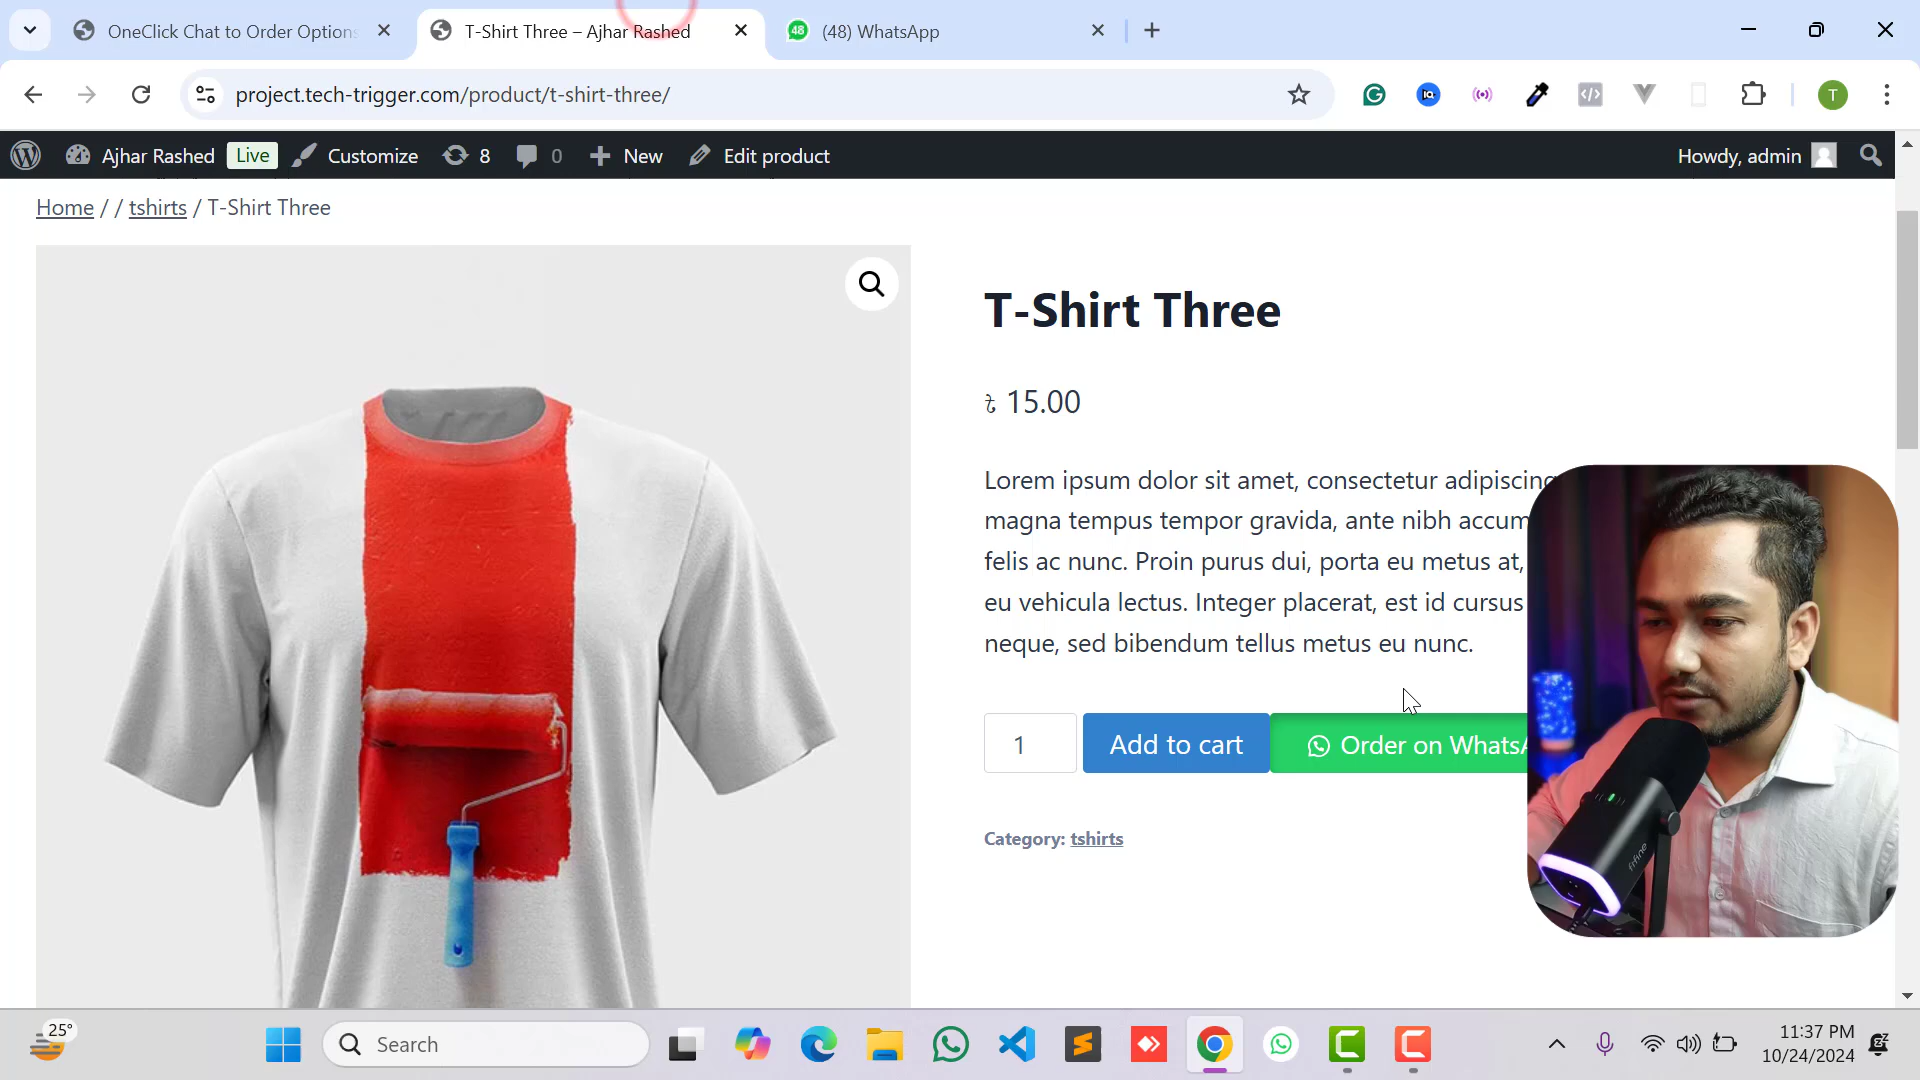 OneClick Chat to Order Options
T-Shirt Three – Ajhar Rashed
48
(48) WhatsApp
project.tech-trigger.com/product/t-shirt-three/
IQ
T
Ajhar Rashed
Live
Customize
8
0
New
Edit product
Howdy, admin
Home / / tshirts / T-Shirt Three
T-Shirt Three
৳ 15.00
Lorem ipsum dolor sit amet, consectetur adipiscing
magna tempus tempor gravida, ante nibh accum
felis ac nunc. Proin purus dui, porta eu metus at,
eu vehicula lectus. Integer placerat, est id cursus
neque, sed bibendum tellus metus eu nunc.
1
Add to cart
Order on WhatsA
Category: tshirts
fifine
25°
Search
11:37 PM
10/24/2024